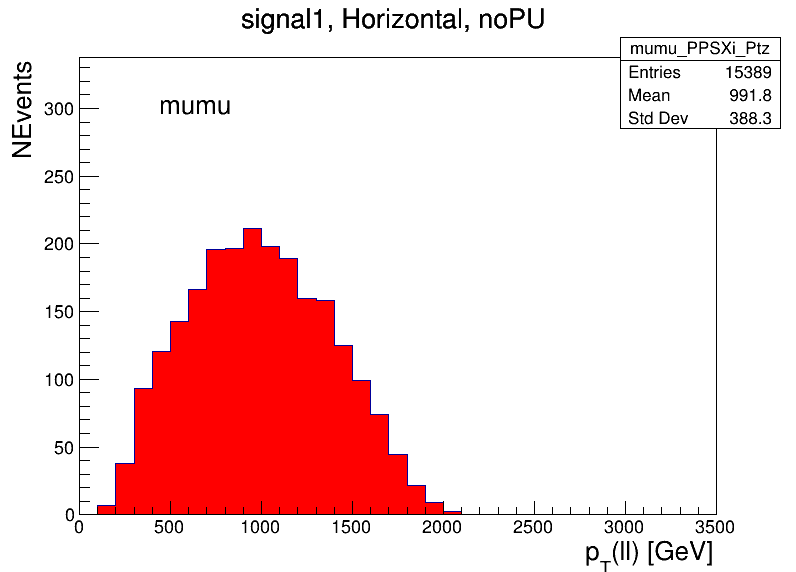 signal1, Horizontal, noPU
mumu_PPSXi_Ptz
Entries 15389
Mean 991.8
Std Dev 388.3
NEvents
mumu
300
250
200
150
100
50
0
0 500 1000 1500 2000 2500 3000 3500
p_T(ll) [GeV]